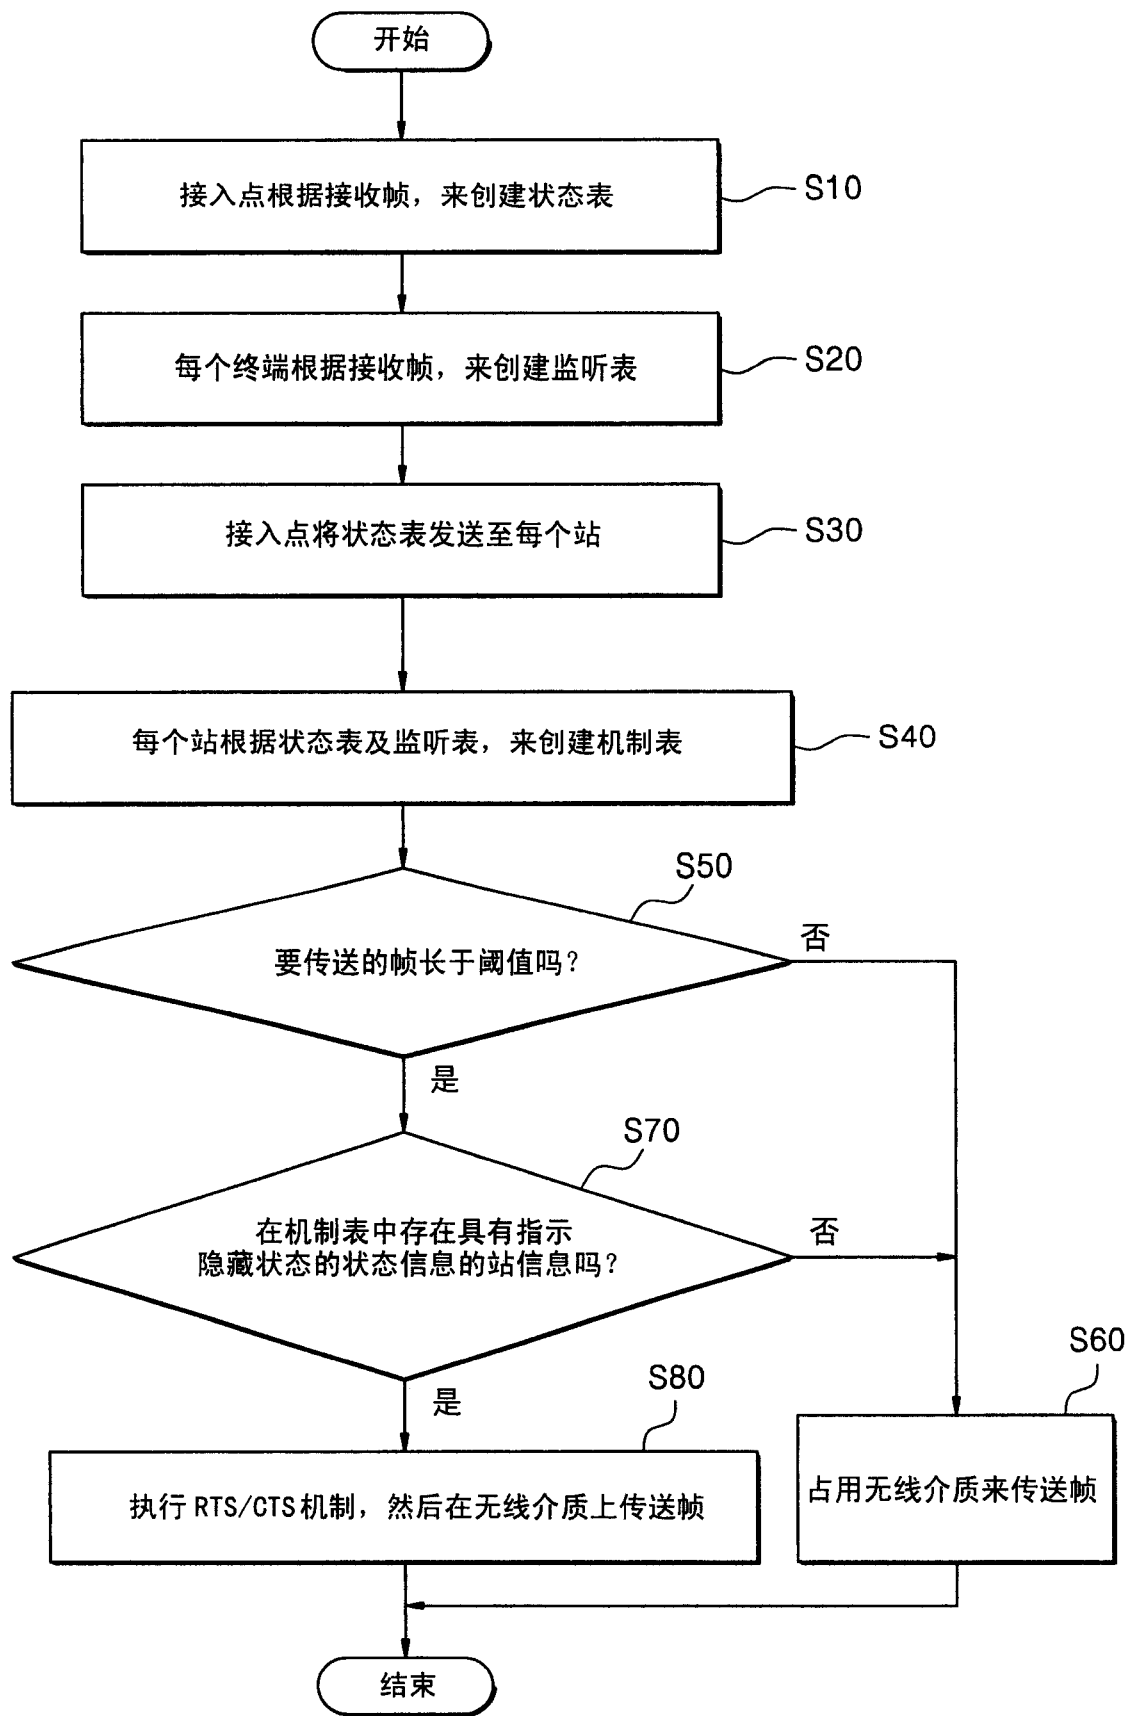 开始
接入点根据接收帧，来创建状态表
S10
每个终端根据接收帧，来创建监听表
S20
接入点将状态表发送至每个站
S30
每个站根据状态表及监听表，来创建机制表
S40
S50
要传送的帧长于阈值吗?
否
是
S70
在机制表中存在具有指示
隐藏状态的状态信息的站信息吗?
否
是
S80
S60
执行 RTS/CTS 机制，然后在无线介质上传送帧
占用无线介质来传送帧
结束